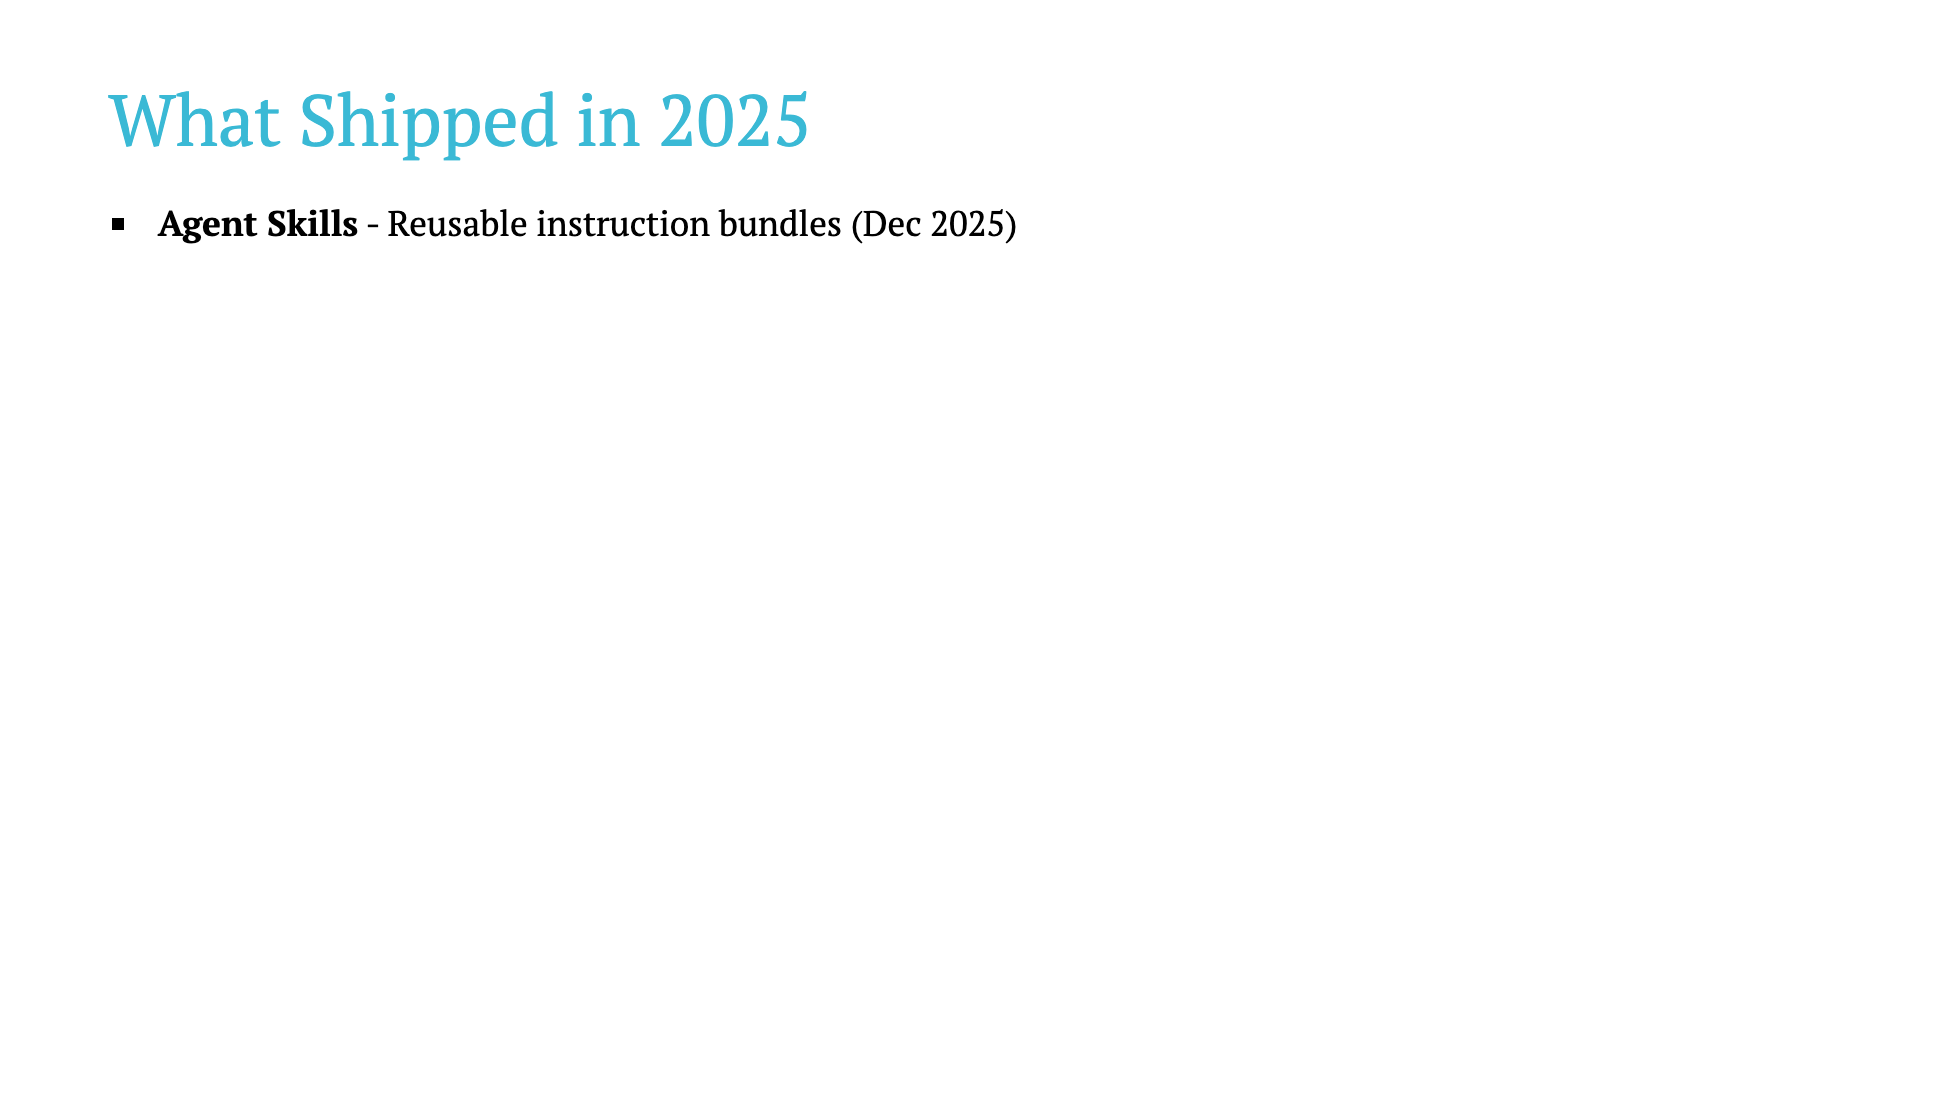 What Shipped in 2025
▪ Agent Skills - Reusable instruction bundles (Dec 2025)